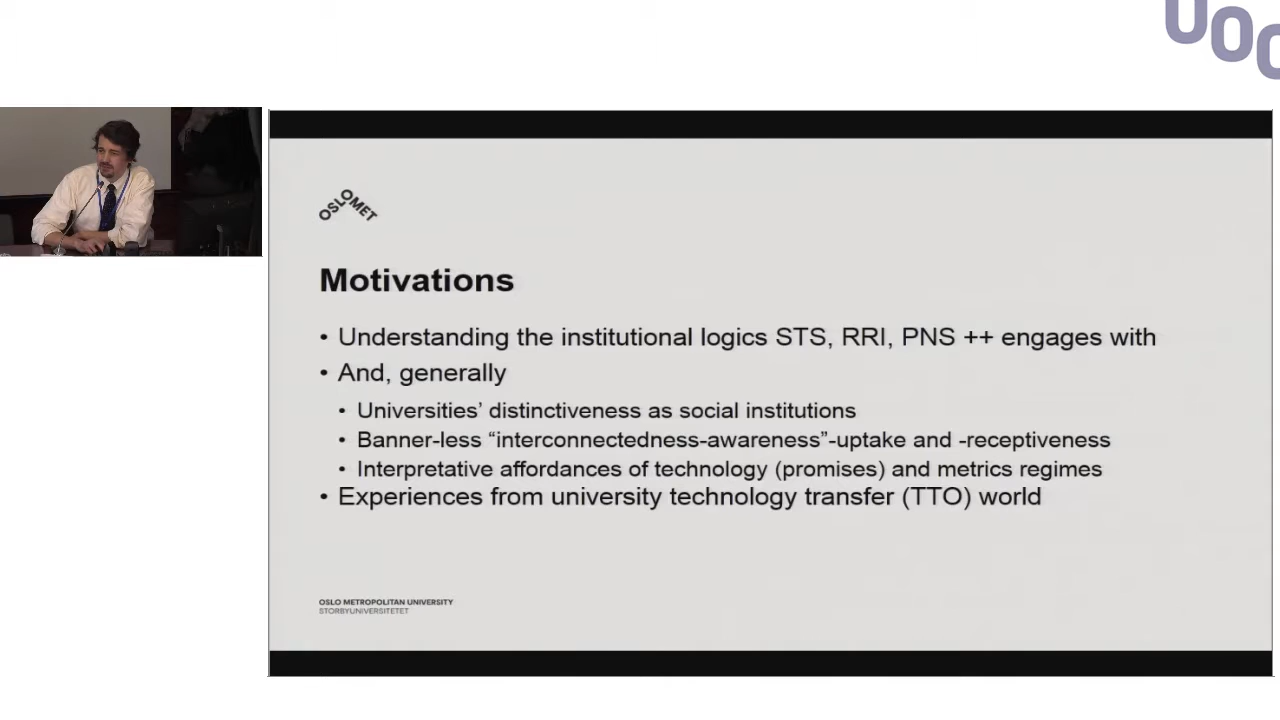 UOC
OSLOMET
Motivations
• Understanding the institutional logics STS, RRI, PNS ++ engages with
• And, generally
• Universities’ distinctiveness as social institutions
• Banner-less “interconnectedness-awareness”-uptake and -receptiveness
• Interpretative affordances of technology (promises) and metrics regimes
• Experiences from university technology transfer (TTO) world
OSLO METROPOLITAN UNIVERSITY
STORBYUNIVERSITETET